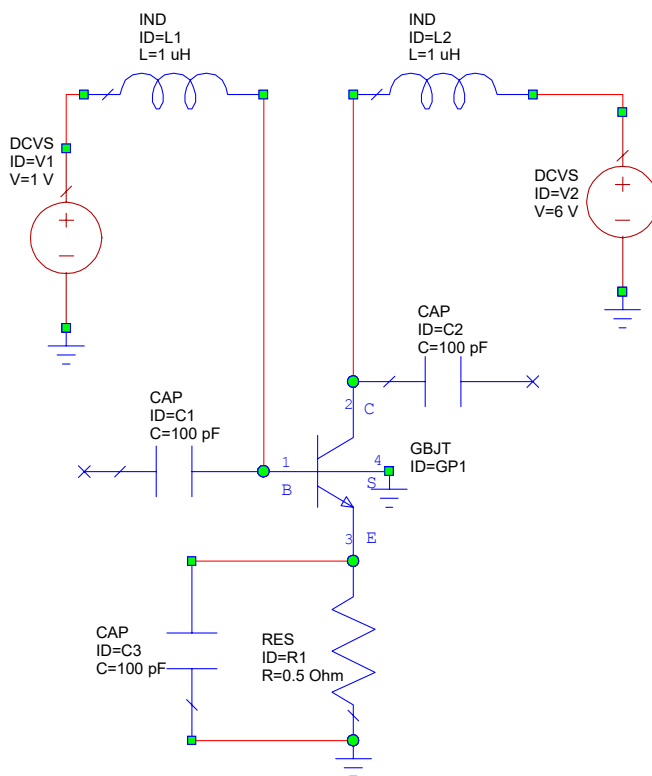 IND
ID=L1
L=1 uH
IND
ID=L2
L=1 uH
DCVS
ID=V1
V=1 V
DCVS
ID=V2
V=6 V
CAP
ID=C2
C=100 pF
CAP
ID=C1
C=100 pF
2
C
GBJT
ID=GP1
1
B
4
S
3
E
CAP
ID=C3
C=100 pF
RES
ID=R1
R=0.5 Ohm